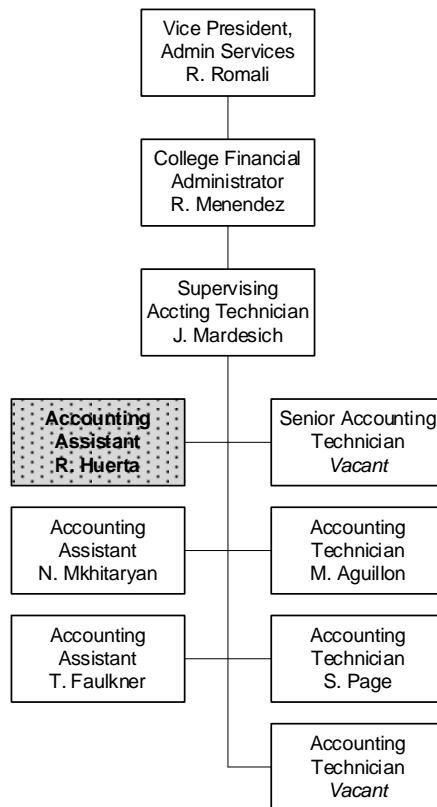 Vice President,
Admin Services
R. Romali
College Financial
Administrator
R. Menendez
Supervising
Accting Technician
J. Mardesich
Accounting
Assistant
R. Huerta
Senior Accounting
Technician
Vacant
Accounting
Assistant
N. Mkhitaryan
Accounting
Technician
M. Aguillon
Accounting
Assistant
T. Faulkner
Accounting
Technician
S. Page
Accounting
Technician
Vacant